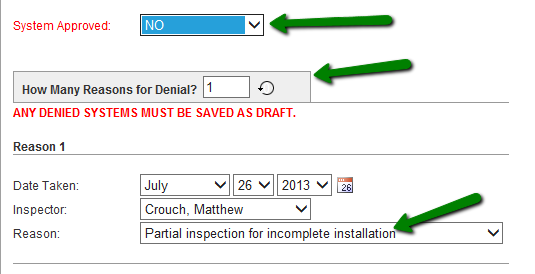 System Approved: NO
How Many Reasons for Denial? 1
ANY DENIED SYSTEMS MUST BE SAVED AS DRAFT.
Reason 1
Date Taken: July 26 2013 26
Inspector: Crouch, Matthew
Reason: Partial inspection for incomplete installation